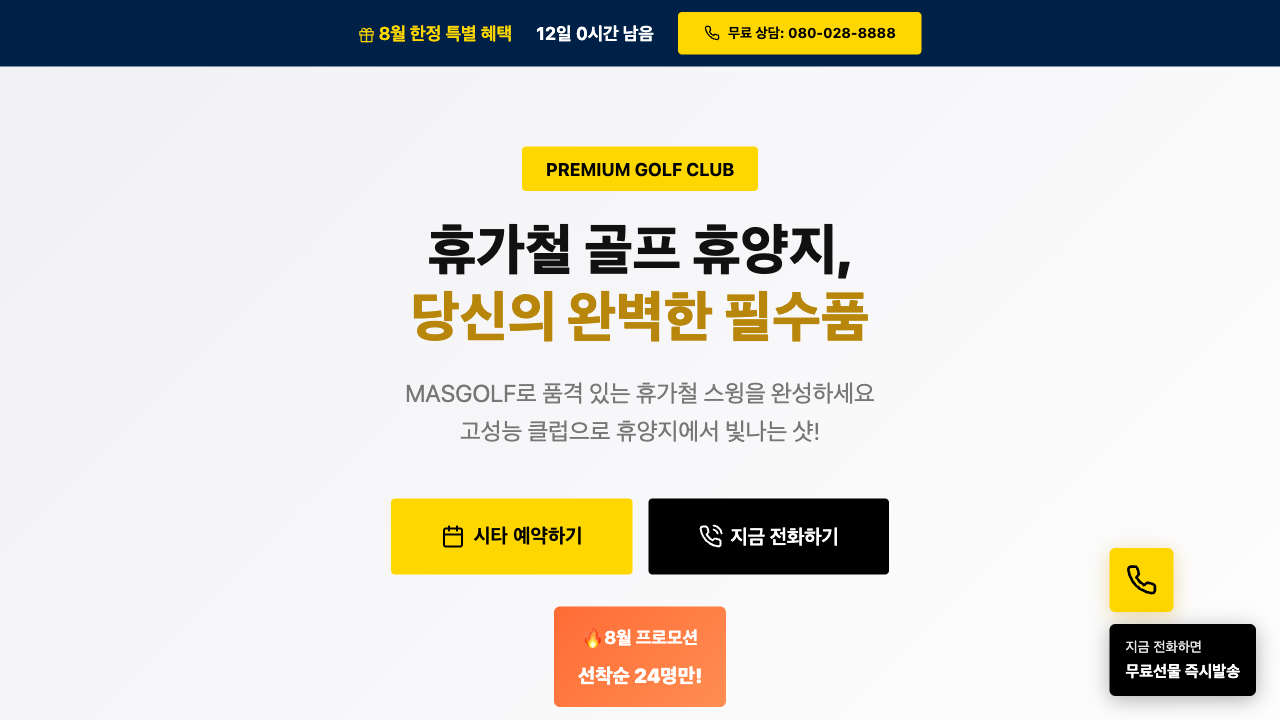 8월 한정 특별 혜택
12일 0시간 남음
무료 상담: 080-028-8888
PREMIUM GOLF CLUB
휴가철 골프 휴양지,
당신의 완벽한 필수품
MASGOLF로 품격 있는 휴가철 스윙을 완성하세요
고성능 클럽으로 휴양지에서 빛나는 샷!
시타 예약하기
지금 전화하기
🔥8월 프로모션
선착순 24명만!
지금 전화하면
무료선물 즉시발송